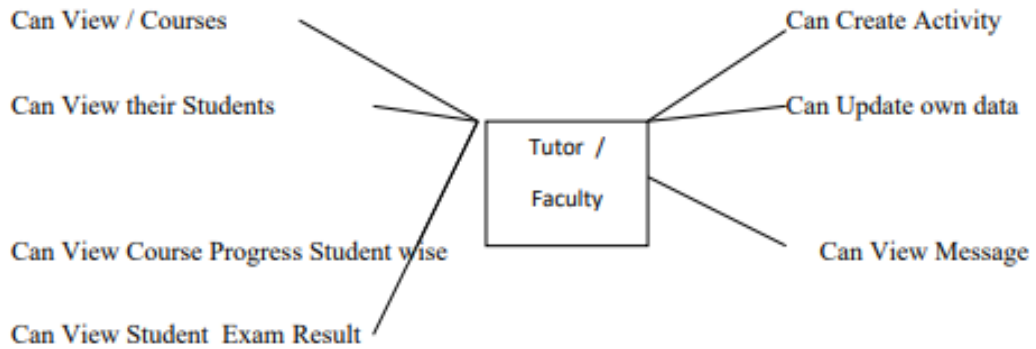 Can View / Courses
Can Create Activity
Can View their Students
Can Update own data
Tutor /
Faculty
Can View Course Progress Student wise
Can View Message
Can View Student Exam Result